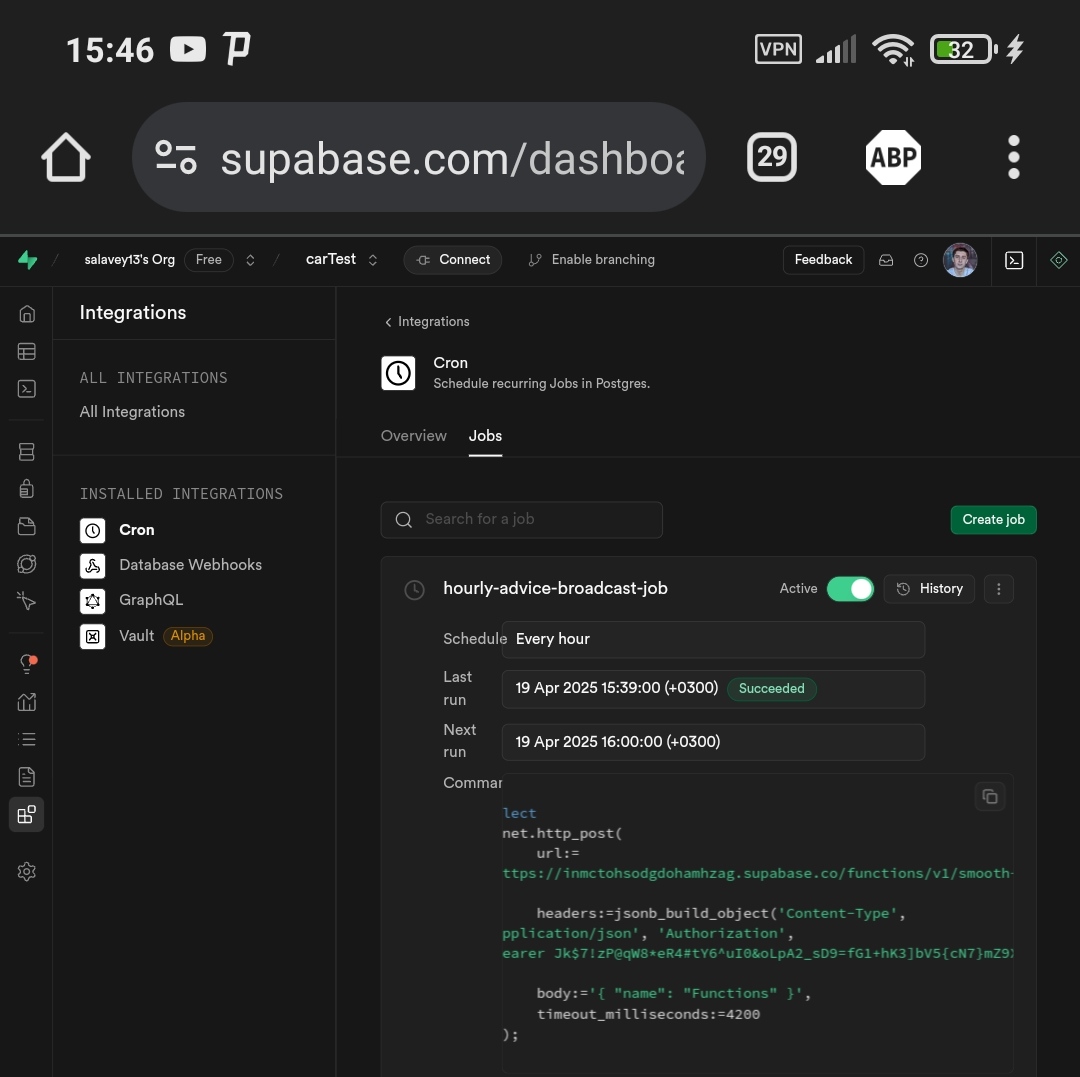 15:46
VPN
32
supabase.com/dashboa
29
ABP
salavey13's Org
Free
carTest
Connect
Enable branching
Feedback
Integrations
ALL INTEGRATIONS
All Integrations
INSTALLED INTEGRATIONS
Cron
Database Webhooks
GraphQL
Vault
Alpha
Integrations
Cron
Schedule recurring Jobs in Postgres.
Overview
Jobs
Search for a job
Create job
hourly-advice-broadcast-job
Active
History
Schedule
Every hour
Last
run
19 Apr 2025 15:39:00 (+0300)
Succeeded
Next
run
19 Apr 2025 16:00:00 (+0300)
Comman
lect
net.http_post(
url:=
ttps://inmctohsodgdohamhzag.supabase.co/functions/v1/smooth-
headers:=jsonb_build_object('Content-Type',
pplication/json', 'Authorization',
earer Jk$7!zP@qW8*eR4#tY6^uI0&oLpA2_sD9=fG1+hK3]bV5{cN7}mZ9X
body:='{ "name": "Functions" }',
timeout_milliseconds:=4200
);